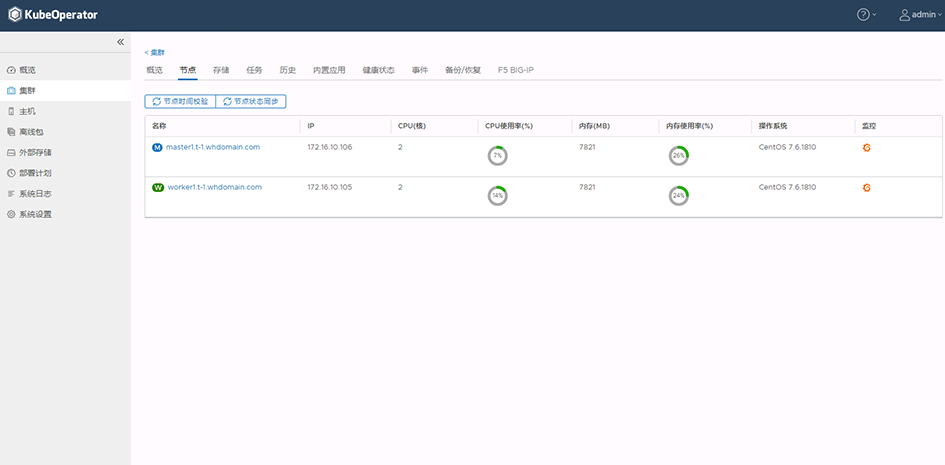 KubeOperator
? admin
«
< 集群
概览 节点 存储 任务 历史 内置应用 健康状态 事件 备份/恢复 F5 BIG-IP
概览
集群
主机
离线包
外部存储
部署计划
系统日志
系统设置
节点时间校验 节点状态同步
名称 IP CPU(核) CPU使用率(%) 内存(MB) 内存使用率(%) 操作系统 监控
M master1.t-1.whdomain.com 172.16.10.106 2 7% 7821 26% CentOS 7.6.1810
W worker1.t-1.whdomain.com 172.16.10.105 2 14% 7821 24% CentOS 7.6.1810